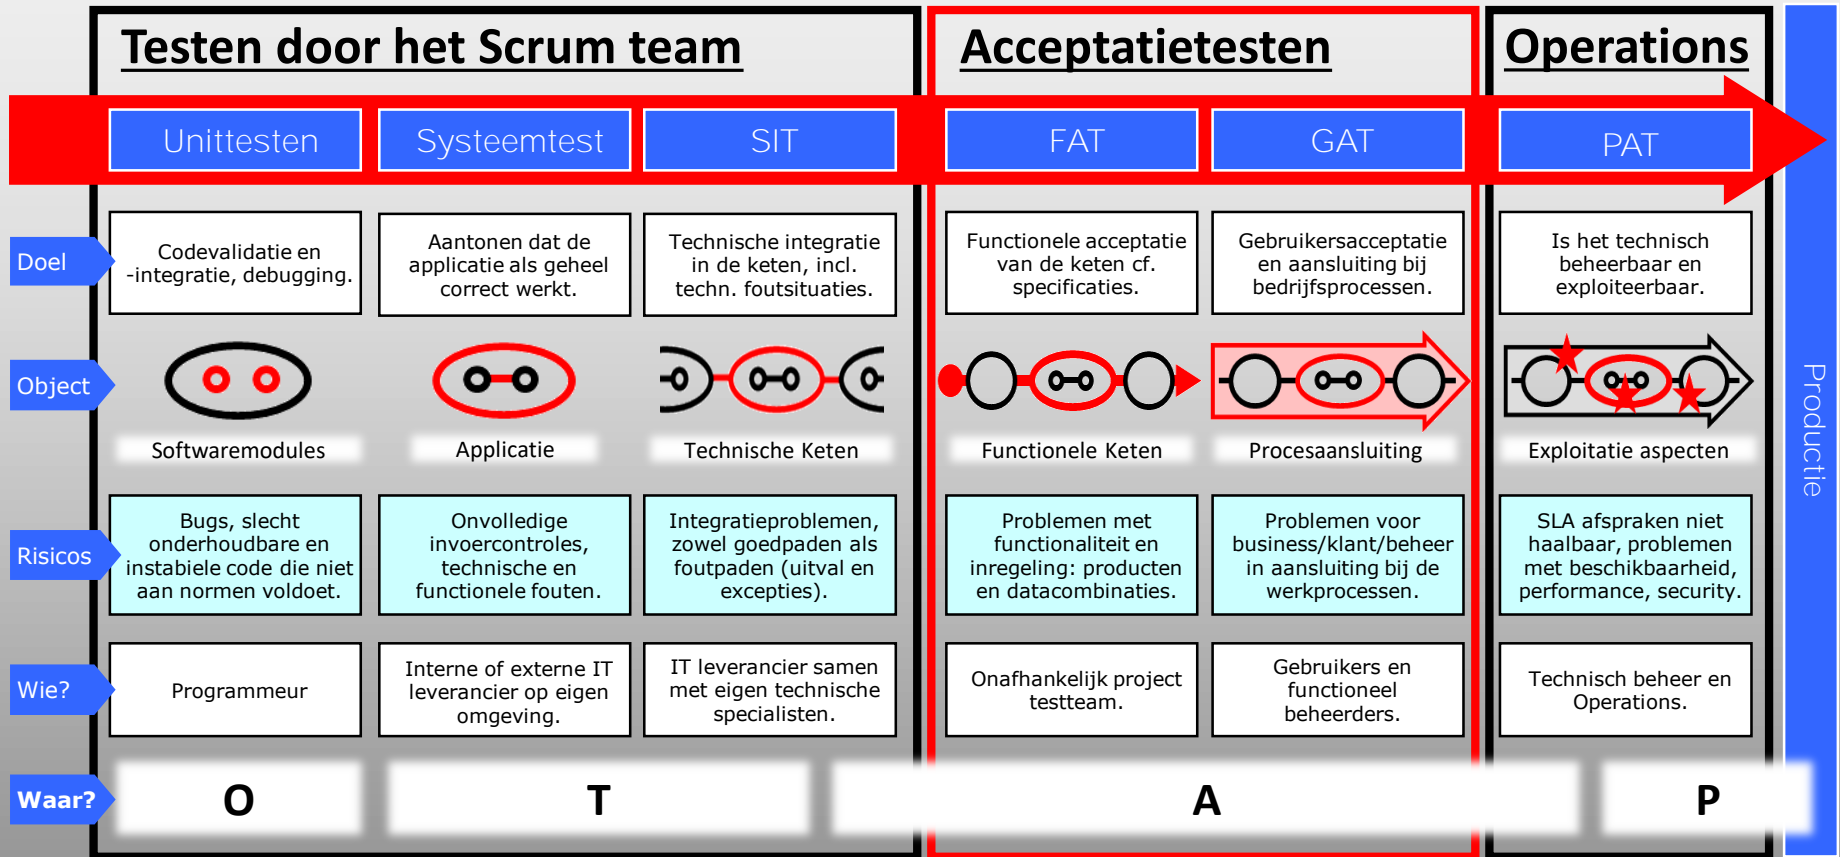 Testen door het Scrum team
Acceptatietesten
Operations
Unittesten
Systeemtest
SIT
FAT
GAT
PAT
Productie
Doel
Codevalidatie en
-integratie, debugging.
Aantonen dat de
applicatie als geheel
correct werkt.
Technische integratie
in de keten, incl.
techn. foutsituaties.
Functionele acceptatie
van de keten cf.
specificaties.
Gebruikersacceptatie
en aansluiting bij
bedrijfsprocessen.
Is het technisch
beheerbaar en
exploiteerbaar.
Object
Softwaremodules
Applicatie
Technische Keten
Functionele Keten
Procesaansluiting
Exploitatie aspecten
Risicos
Bugs, slecht
onderhoudbare en
instabiele code die niet
aan normen voldoet.
Onvolledige
invoercontroles,
technische en
functionele fouten.
Integratieproblemen,
zowel goedpaden als
foutpaden (uitval en
excepties).
Problemen met
functionaliteit en
inregeling: producten
en datacombinaties.
Problemen voor
business/klant/beheer
in aansluiting bij de
werkprocessen.
SLA afspraken niet
haalbaar, problemen
met beschikbaarheid,
performance, security.
Wie?
Programmeur
Interne of externe IT
leverancier op eigen
omgeving.
IT leverancier samen
met eigen technische
specialisten.
Onafhankelijk project
testteam.
Gebruikers en
functioneel
beheerders.
Technisch beheer en
Operations.
Waar?
O
T
A
P